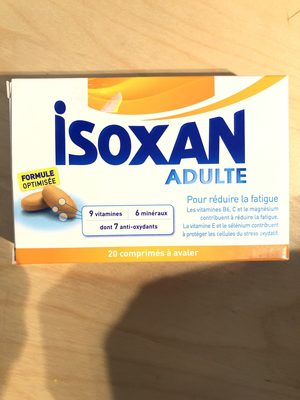 isoxan
ADULTE
FORMULE
OPTIMISÉE
Pour réduire la fatigue
Les vitamines B6, C et le magnésium
contribuent à réduire la fatigue.
La vitamine E et le sélénium contribuent
à protéger les cellules du stress oxydatif
9 vitamines 6 minéraux
dont 7 anti-oxydants
20 comprimés à avaler